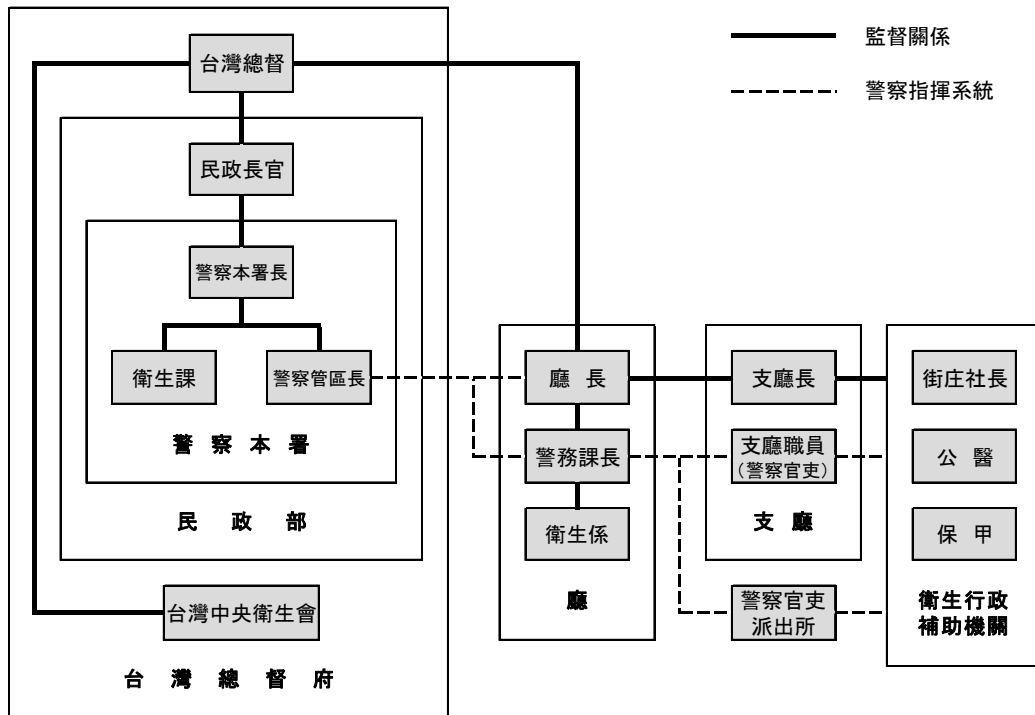 監督關係
警察指揮系統
台灣總督
民政長官
警察本署長
衛生課
警察管區長
警 察 本 署
民 政 部
台灣中央衛生會
台 灣 總 督 府
廳 長
警務課長
衛生係
廳
支廳長
支廳職員
(警察官吏)
支 廳
警察官吏
派出所
街庄社長
公 醫
保 甲
衛生行政
補助機關